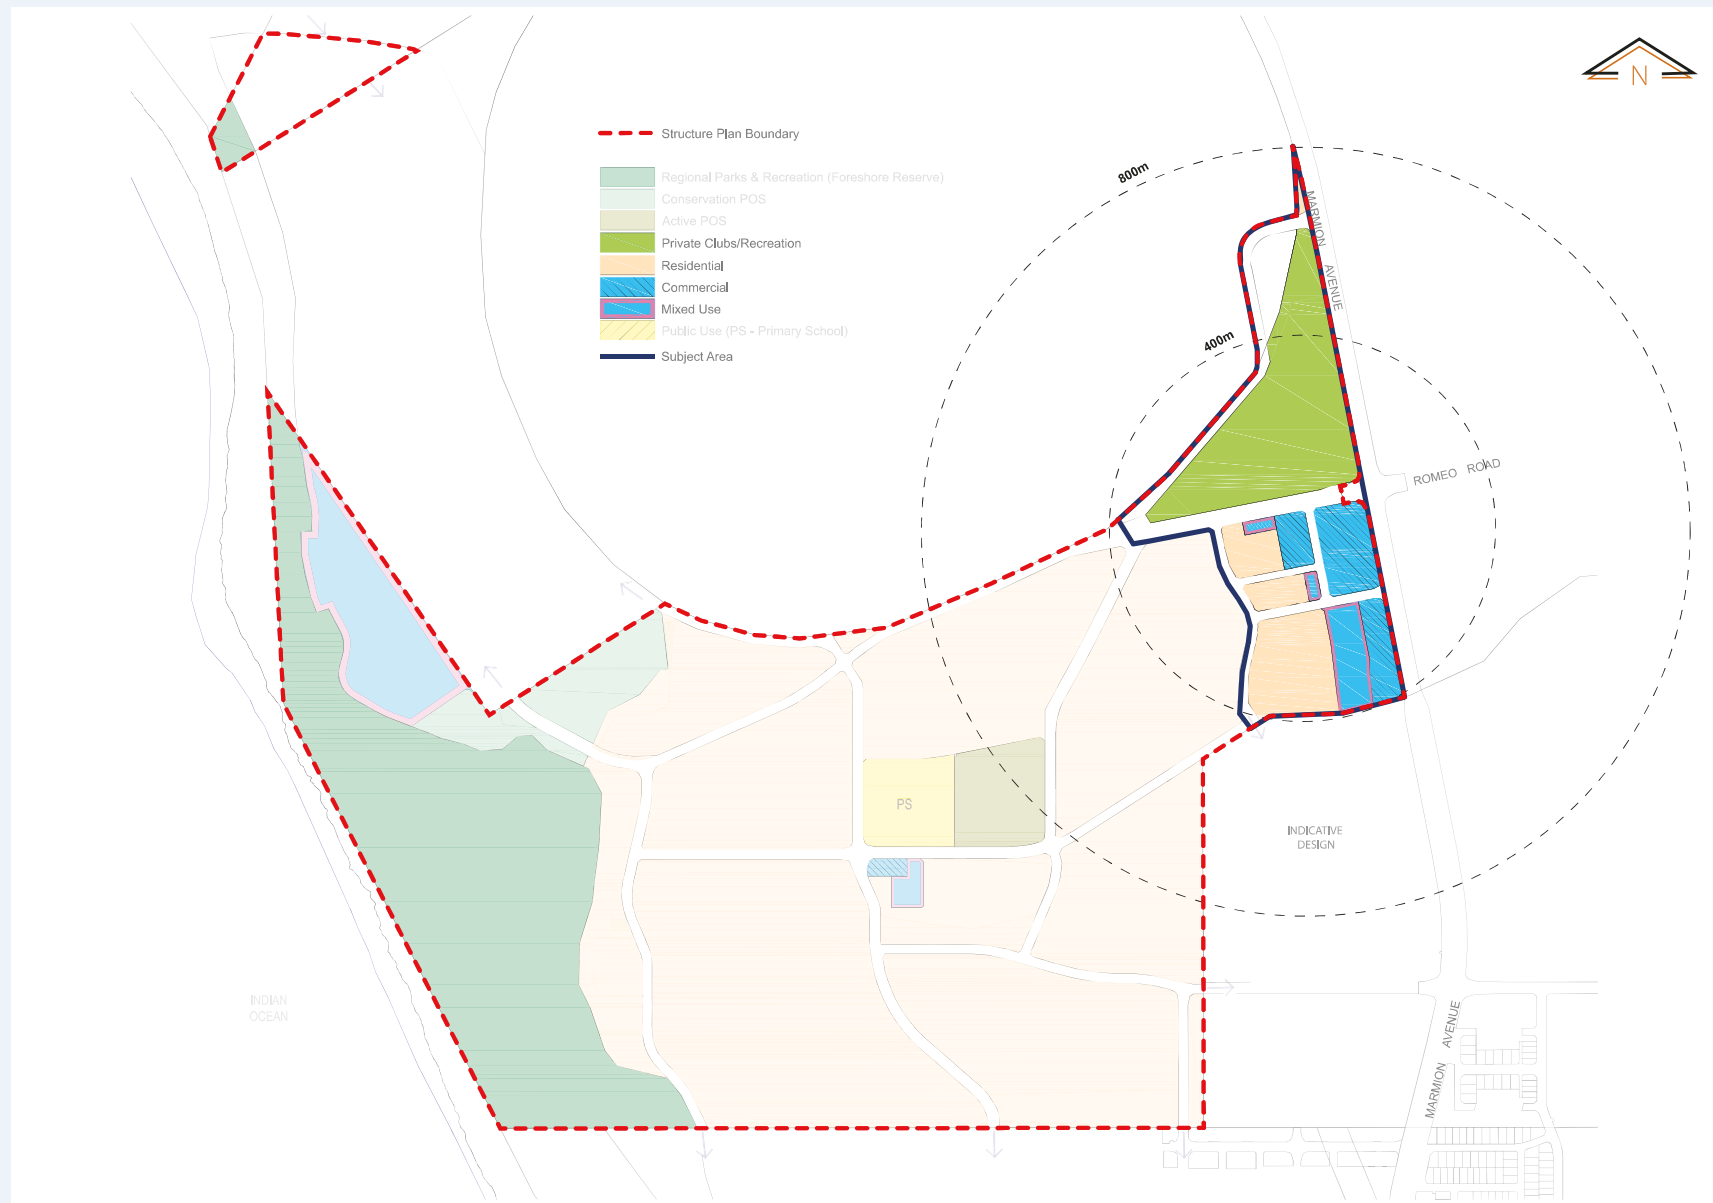 N
Structure Plan Boundary
Regional Parks & Recreation (Foreshore Reserve)
Conservation POS
Active POS
Private Clubs/Recreation
Residential
Commercial
Mixed Use
Public Use (PS - Primary School)
Subject Area
800m
400m
MARMION AVENUE
ROMEO ROAD
PS
INDICATIVE
DESIGN
INDIAN
OCEAN
MARMION AVENUE